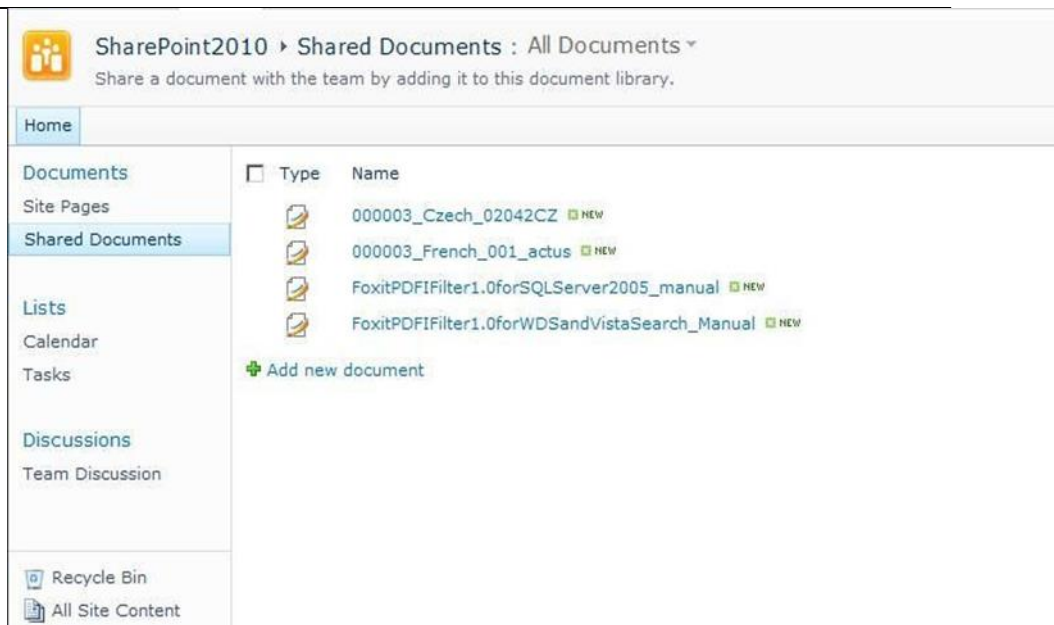 SharePoint2010 ▸ Shared Documents : All Documents
Share a document with the team by adding it to this document library.
Home
Documents
Site Pages
Shared Documents
Lists
Calendar
Tasks
Discussions
Team Discussion
Recycle Bin
All Site Content
Type Name
000003_Czech_02042CZ NEW
000003_French_001_actus NEW
FoxitPDFIFilter1.0forSQLServer2005_manual NEW
FoxitPDFIFilter1.0forWDSandVistaSearch_Manual NEW
Add new document